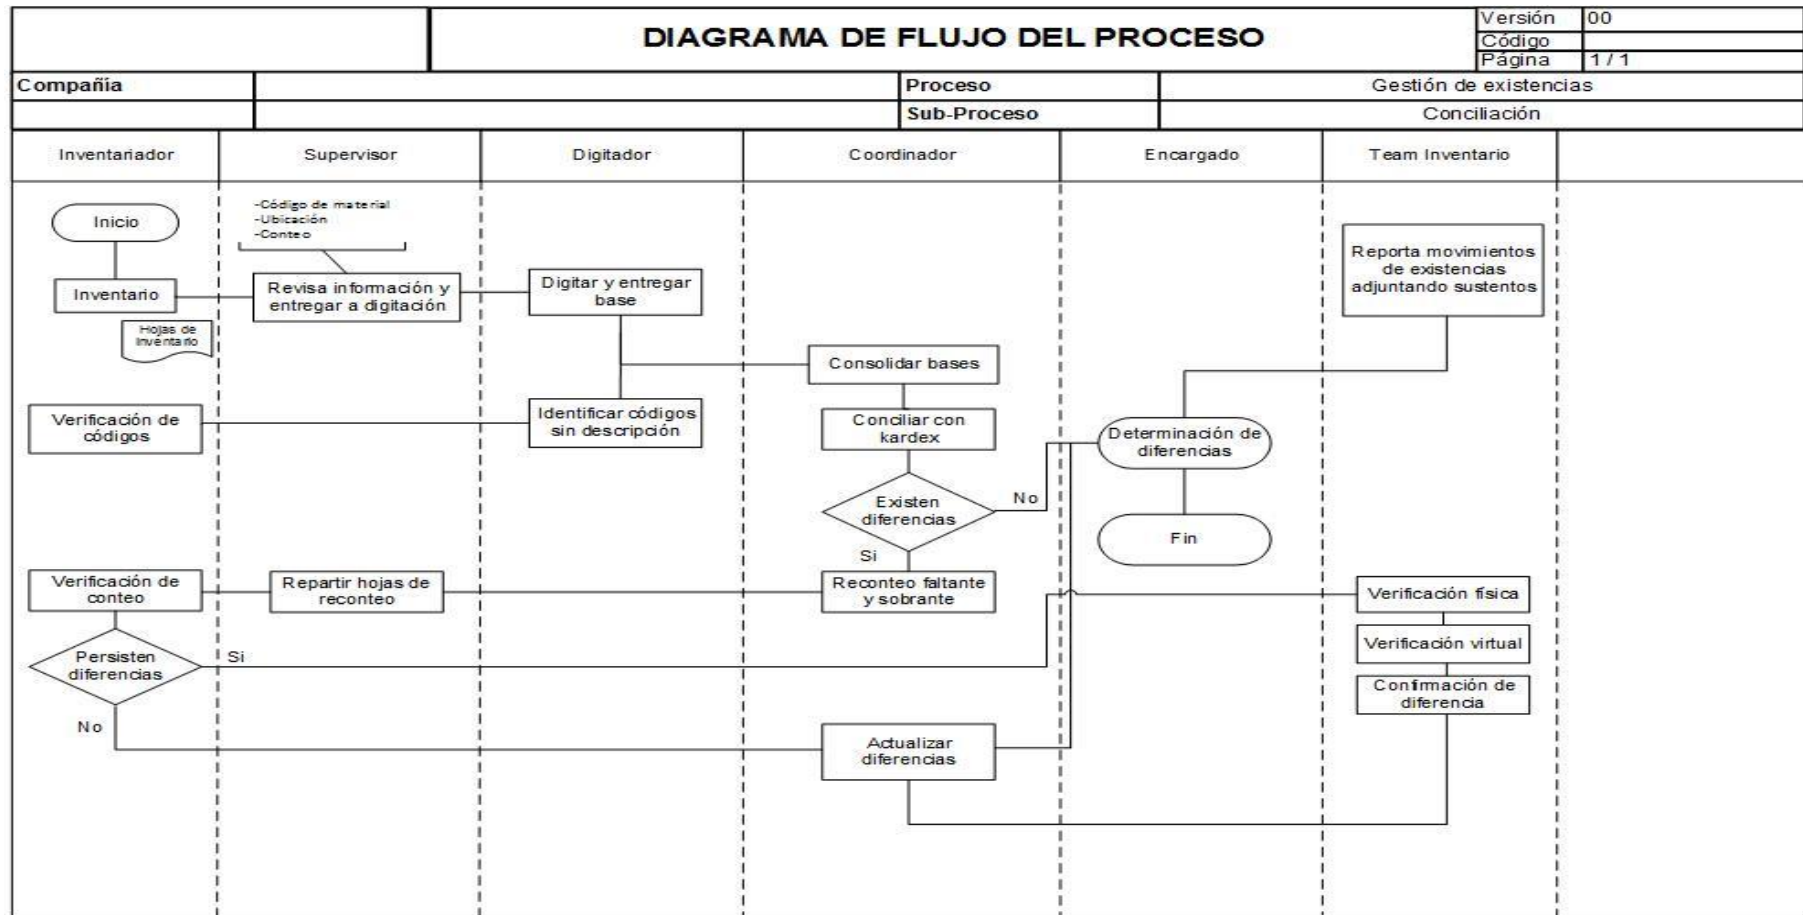 DIAGRAMA DE FLUJO DEL PROCESO
Versión 00
Código
Página 1 / 1
Compañía
Proceso Gestión de existencias
Sub-Proceso Conciliación
Inventariador Supervisor Digitador Coordinador Encargado Team Inventario
Inicio
-Código de material
-Ubicación
-Conteo
Inventario
Hojas de
Inventario
Revisa información y
entregar a digitación
Digitar y entregar
base
Reporta movimientos
de existencias
adjuntando sustentos
Consolidar bases
Verificación de
códigos
Identificar códigos
sin descripción
Conciliar con
kardex
Determinación de
diferencias
Existen
diferencias
No
Si
Fin
Verificación de
conteo
Repartir hojas de
reconteo
Reconteo faltante
y sobrante
Verificación física
Persisten
diferencias
Si
No
Verificación virtual
Confirmación de
diferencia
Actualizar
diferencias